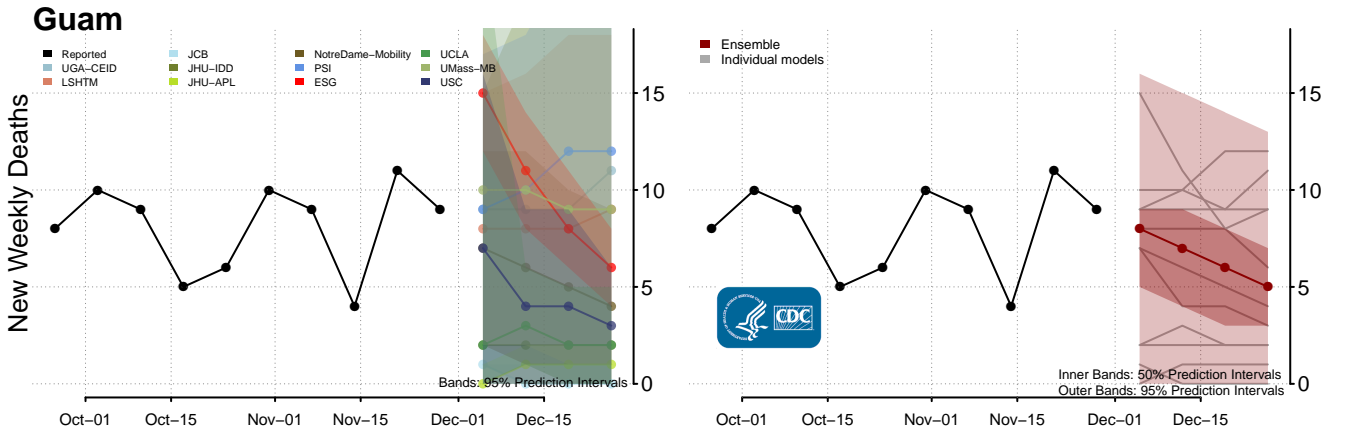 Guam
Reported
UGA−CEID
LSHTM
JCB
JHU−IDD
JHU−APL
NotreDame−Mobility
PSI
ESG
UCLA
UMass−MB
USC
New Weekly Deaths
15
10
5
0
Bands: 95% Prediction Intervals
Oct−01 Oct−15 Nov−01 Nov−15 Dec−01 Dec−15
Ensemble
Individual models
CDC
15
10
5
0
Inner Bands: 50% Prediction Intervals
Outer Bands: 95% Prediction Intervals
Oct−01 Oct−15 Nov−01 Nov−15 Dec−01 Dec−15